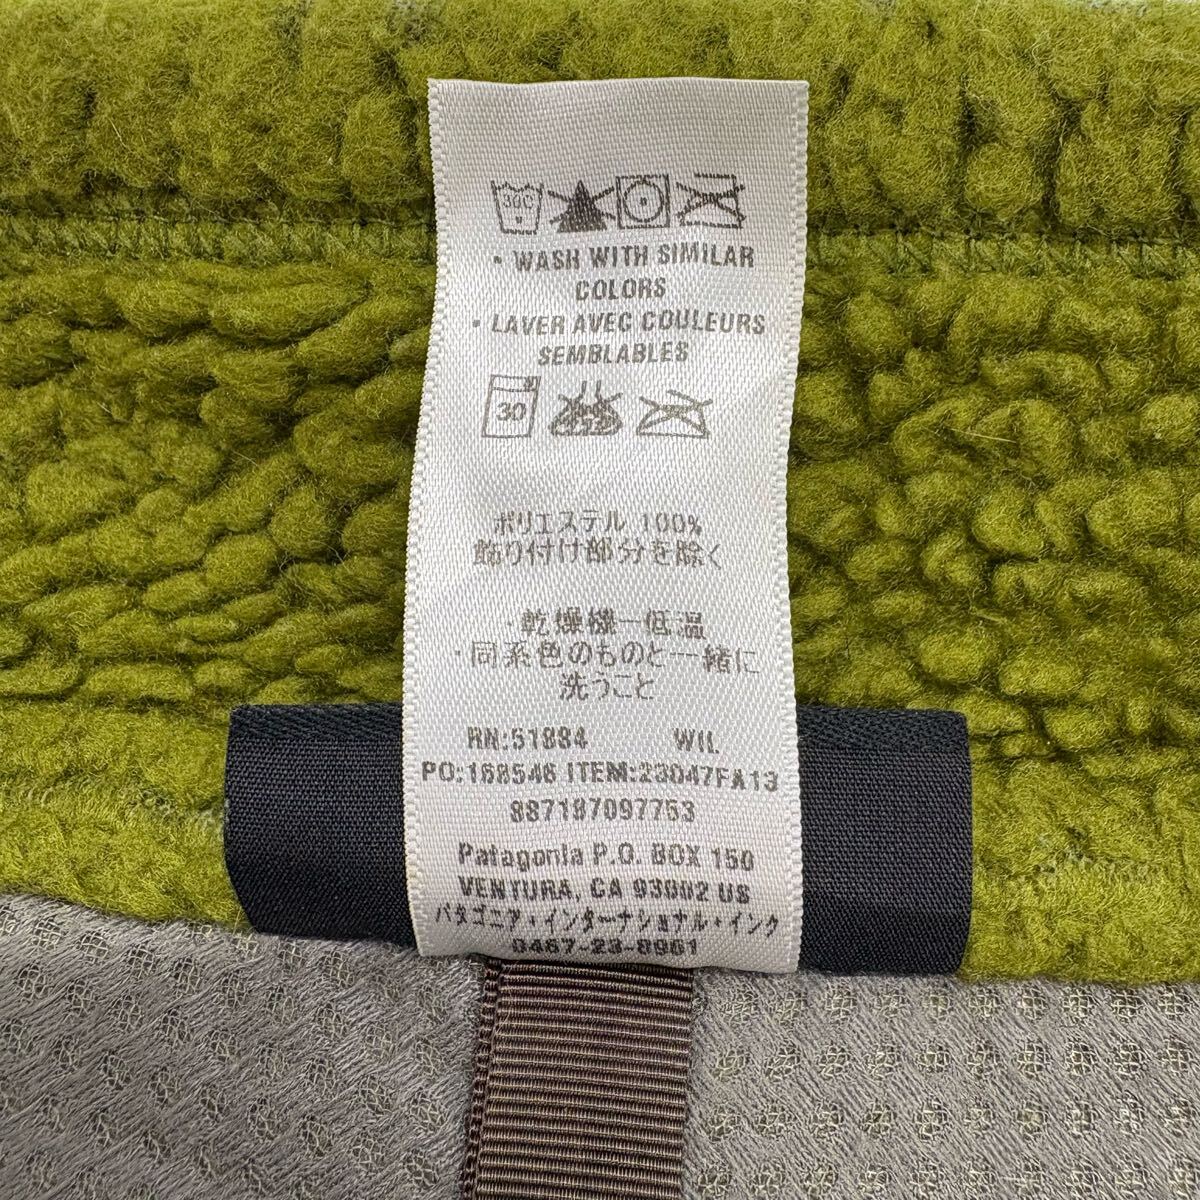 30C
• WASH WITH SIMILAR
COLORS
• LAVER AVEC COULEURS
SEMBLABLES
30
ポリエステル 100%
飾り付け部分を除く
・乾燥機一低温
・同系色のものと一緒に
洗うこと
RN:51884 WIL
PO:168546 ITEM:23047FA13
887187097753
Patagonia P.O. BOX 150
VENTURA, CA 93002 US
パタゴニア・インターナショナル・インク
0467-23-8961